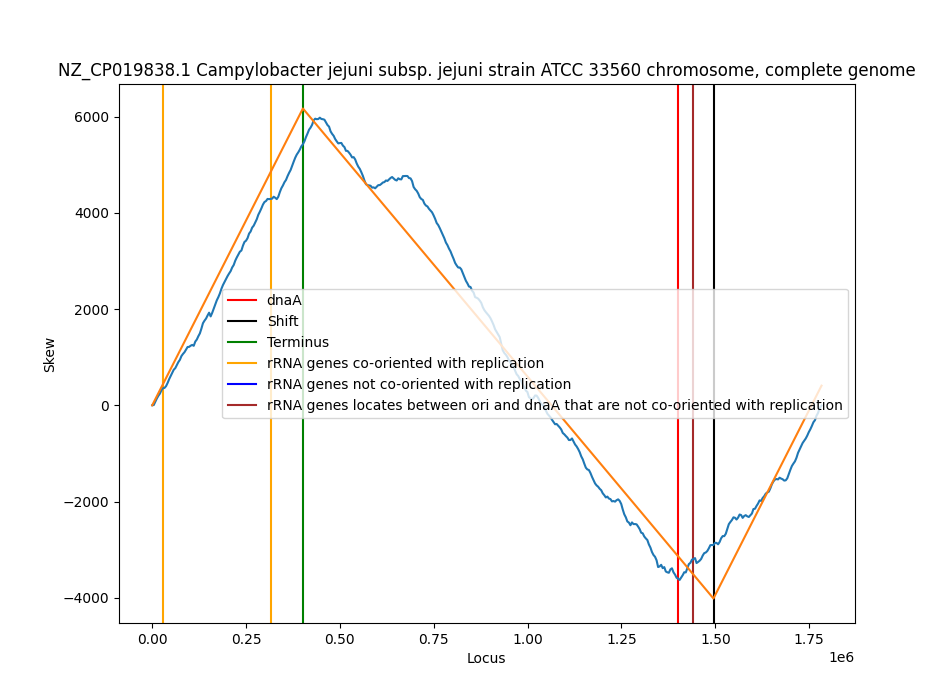 NZ_CP019838.1 Campylobacter jejuni subsp. jejuni strain ATCC 33560 chromosome, complete genome
6000
4000
2000
0
−2000
−4000
Skew
dnaA
Shift
Terminus
rRNA genes co-oriented with replication
rRNA genes not co-oriented with replication
rRNA genes locates between ori and dnaA that are not co-oriented with replication
0.00 0.25 0.50 0.75 1.00 1.25 1.50 1.75
1e6
Locus